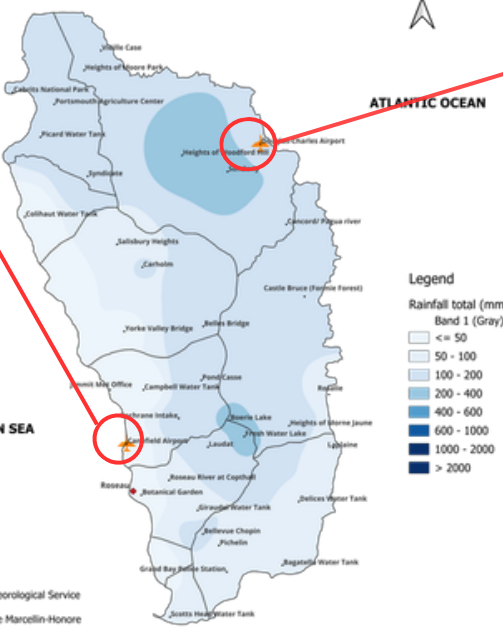 Vieille Case
Heights of Moore Park
Cabrits National Park
Portsmouth Agriculture Center
ATLANTIC OCEAN
Picard Water Tank
Charles Airport
Heights of Woodford Hill
Syndicate
Colihaut Water Tank
Concord/ Pagua river
Salisbury Heights
Carholm
Legend
Castle Bruce (Fornie Forest)
Rainfall total (mm
Band 1 (Gray)
Yorke Valley Bridge
Belles Bridge
<= 50
50 - 100
100 - 200
200 - 400
400 - 600
600 - 1000
1000 - 2000
> 2000
Pond Casse
Office
Campbell Water Tank
Rosalie
Cochrane Intake,
Boerie Lake
N SEA
Heights of Morne Jaune
Fresh Water Lake
Canefield Airport
Laudat
Laplaine
Roseau River at Copthall
Roseau
Botanical Garden
Delices Water Tank
Giraudel Water Tank
Bellevue Chopin
Pichelin
Bagatelle Water Tank
Grand Bay Police Station,
eorological Service
Scotts Head Water Tank
e Marcellin-Honore